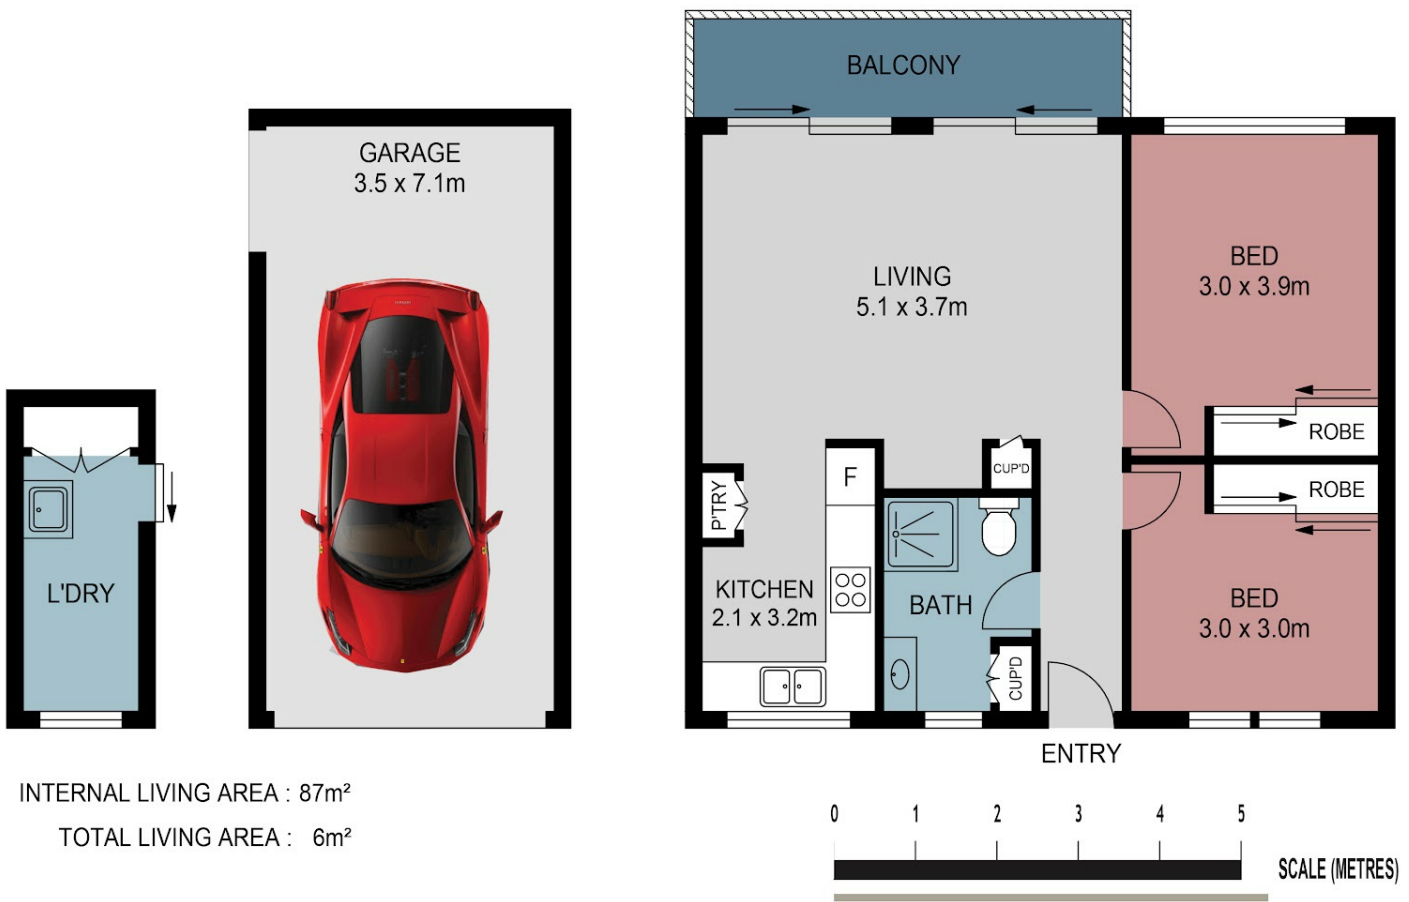 BALCONY
GARAGE
3.5 x 7.1m
LIVING
5.1 x 3.7m
BED
3.0 x 3.9m
ROBE
ROBE
CUP'D
F
P'TRY
KITCHEN
2.1 x 3.2m
BATH
CUP'D
BED
3.0 x 3.0m
L'DRY
ENTRY
INTERNAL LIVING AREA : 87m²
TOTAL LIVING AREA : 6m²
0 1 2 3 4 5
SCALE (METRES)